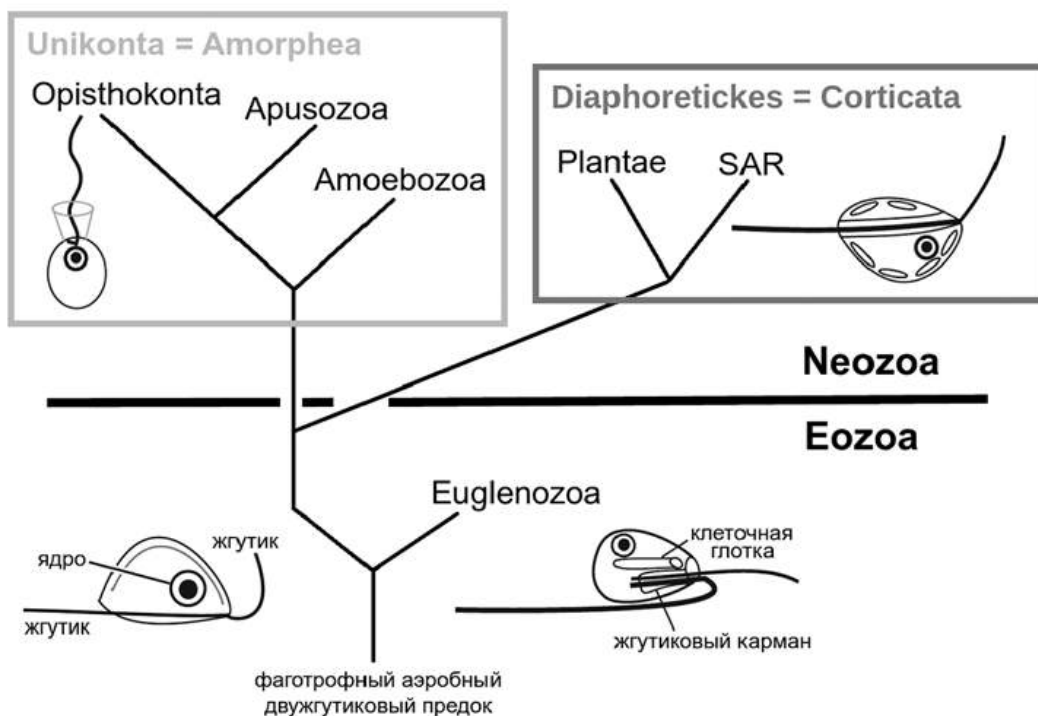 Unikonta = Amorphea
Opisthokonta
Apusozoa
Amoebozoa
Diaphoretickes = Corticata
Plantae
SAR
Neozoa
Eozoa
Euglenozoa
ядро
жгутик
жгутик
клеточная
глотка
жгутиковый карман
фаготрофный аэробный
двужгутиковый предок